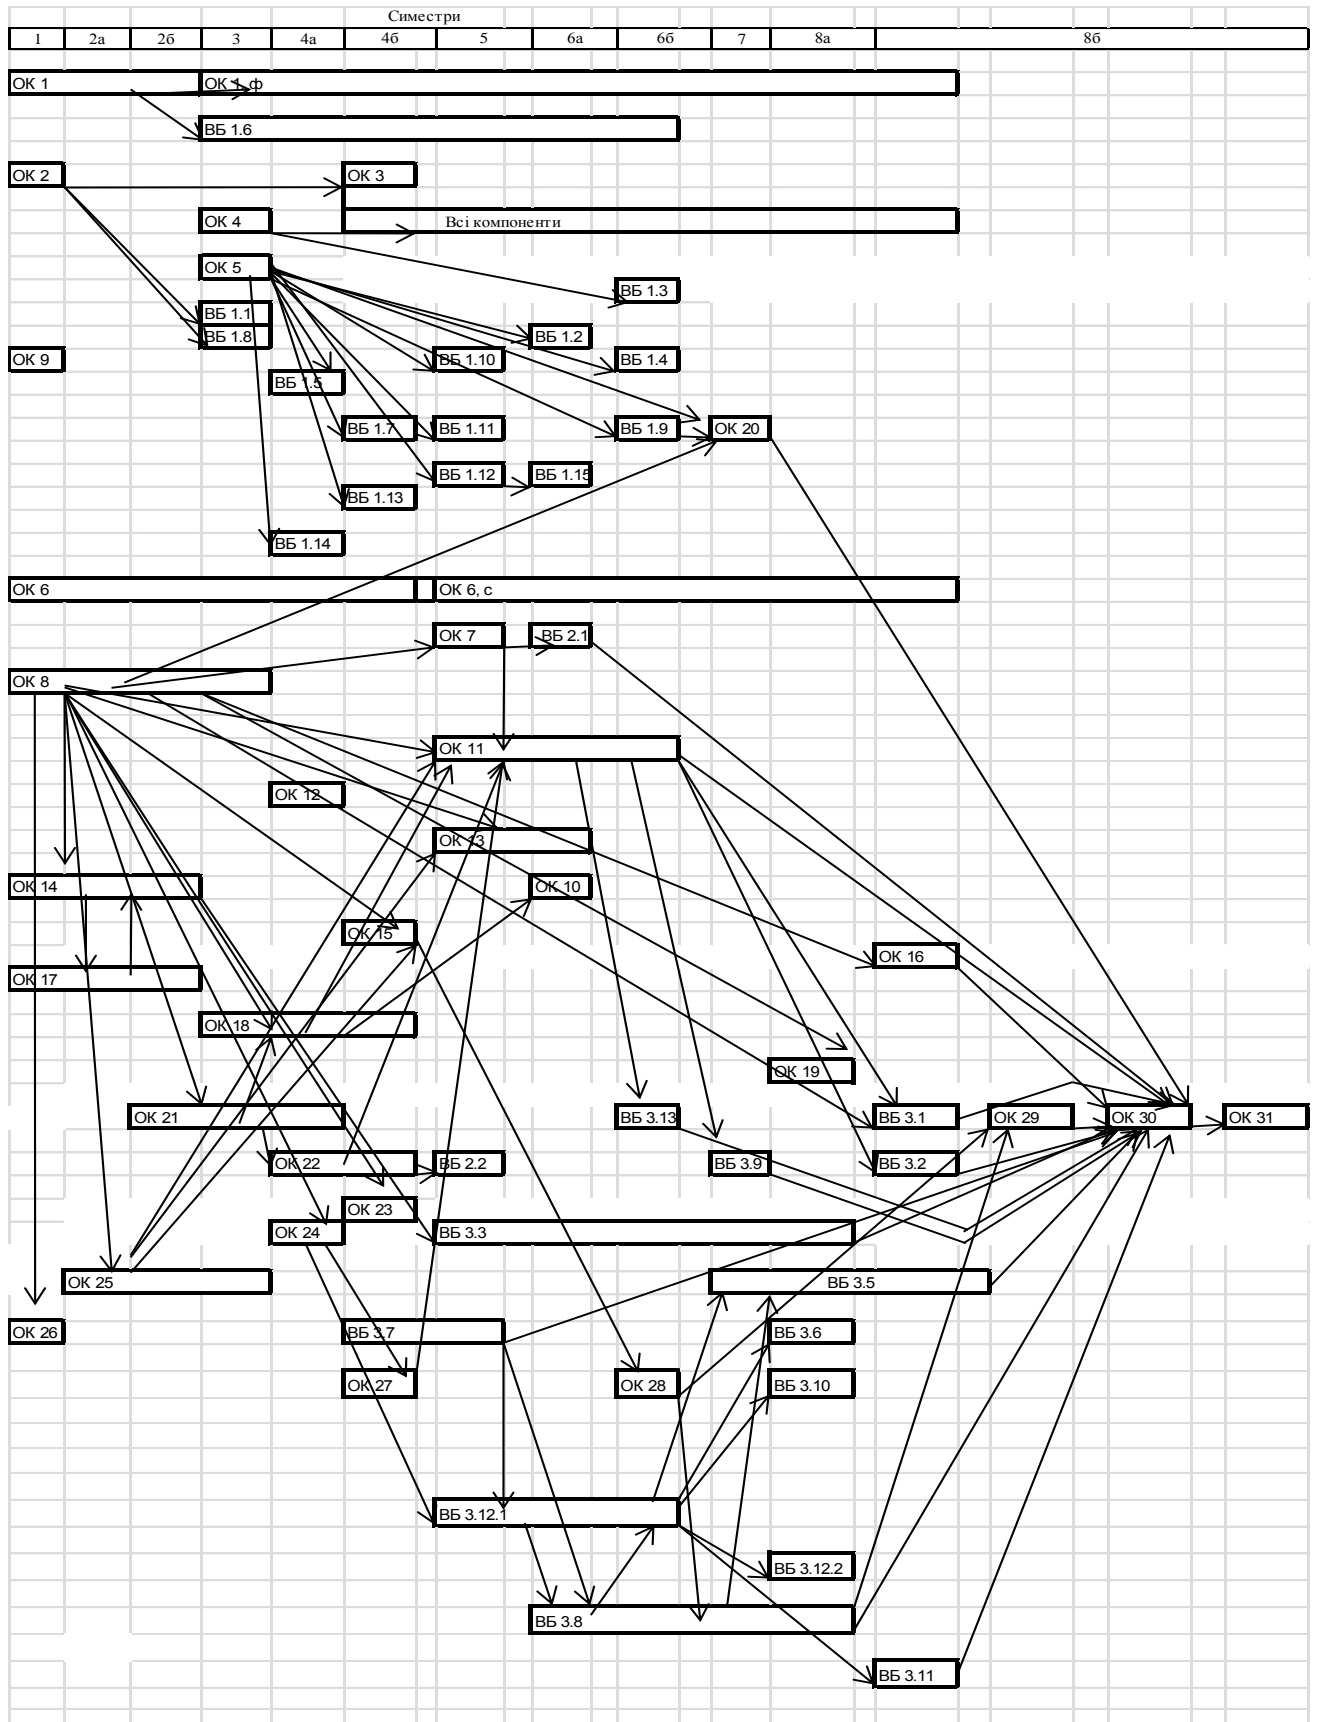 Симестри
1 2а 2б 3 4а 4б 5 6а 6б 7 8а 8б
ОК 1 ОК 1, ф
ВБ 1.6
ОК 2 ОК 3
ОК 4 Всі компоненти
ОК 5
ВБ 1.3
ВБ 1.1
ВБ 1.8 ВБ 1.2
ОК 9 ВБ 1.10 ВБ 1.4
ВБ 1.5
ВБ 1.7 ВБ 1.11 ВБ 1.9 ОК 20
ВБ 1.12 ВБ 1.15
ВБ 1.13
ВБ 1.14
ОК 6 ОК 6, с
ОК 7 ВБ 2.1
ОК 8
ОК 11
ОК 12
ОК 13
ОК 14 ОК 10
ОК 15
ОК 16
ОК 17
ОК 18
ОК 19
ОК 21 ВБ 3.13 ВБ 3.1 ОК 29 ОК 30 ОК 31
ОК 22 ВБ 2.2 ВБ 3.9 ВБ 3.2
ОК 23
ОК 24 ВБ 3.3
ОК 25 ВБ 3.5
ОК 26 ВБ 3.7 ВБ 3.6
ОК 27 ОК 28 ВБ 3.10
ВБ 3.12.1
ВБ 3.12.2
ВБ 3.8
ВБ 3.11